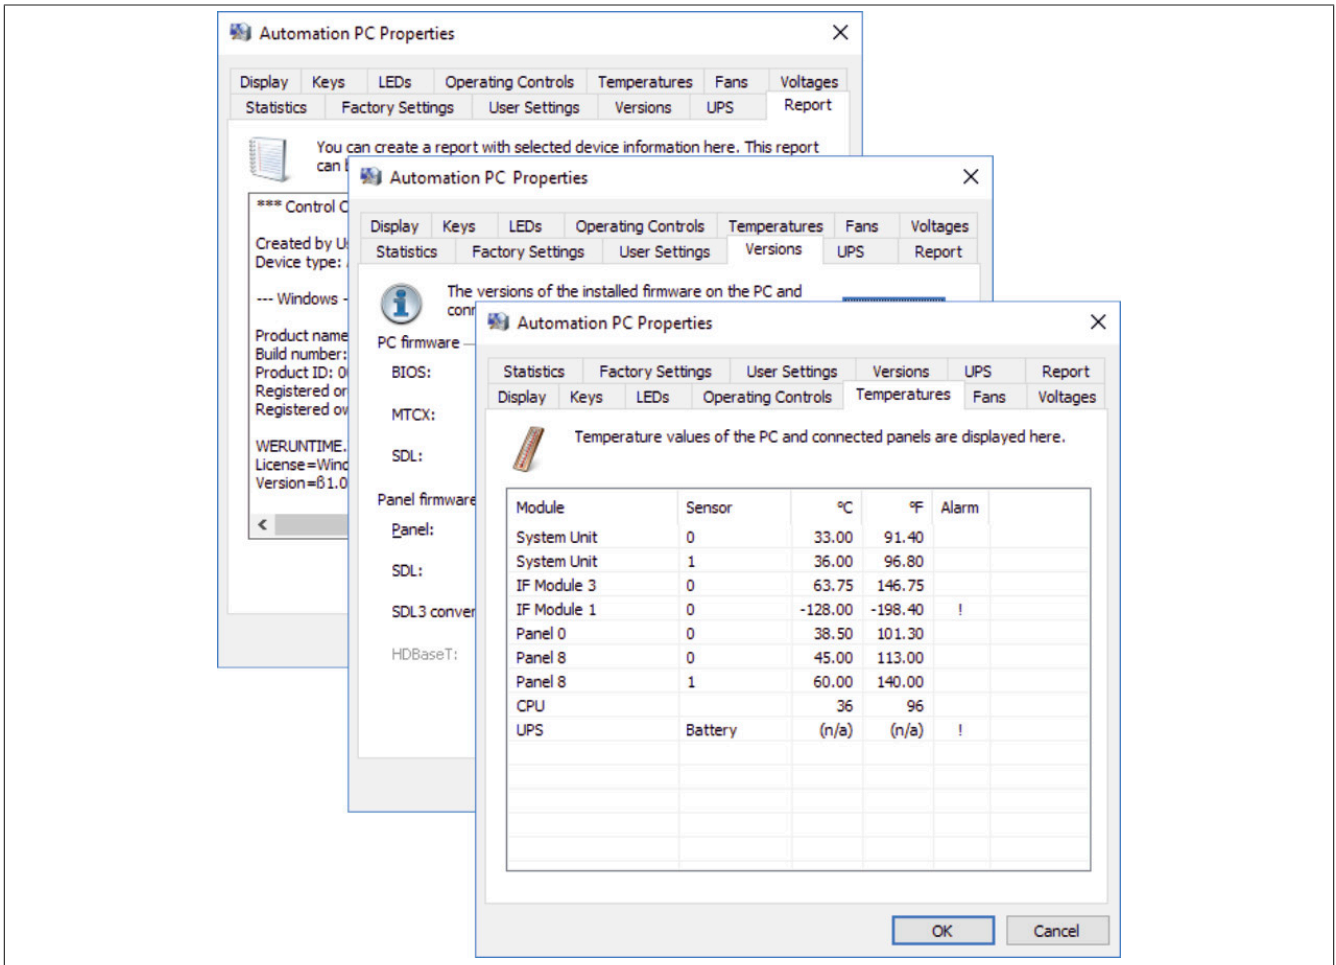 Automation PC Properties
Display Keys LEDs Operating Controls Temperatures Fans Voltages
Statistics Factory Settings User Settings Versions UPS Report
You can create a report with selected device information here. This report
can
*** Control
Created by
Device type:
--- Windows -
Product name
Build number:
Product ID:
Registered
Registered
WERUNTIME.
License=
Version=ß1.0
Automation PC Properties
Display Keys LEDs Operating Controls Temperatures Fans Voltages
Statistics Factory Settings User Settings Versions UPS Report
The versions of the installed firmware on the PC and
PC firmware
BIOS:
MTCX:
SDL:
Panel firmware
Panel:
SDL:
SDL3
HDBaseT:
Automation PC Properties
Statistics Factory Settings User Settings Versions UPS Report
Display Keys LEDs Operating Controls Temperatures Fans Voltages
Temperature values of the PC and connected panels are displayed here.
Module Sensor °C °F Alarm
System Unit 0 33.00 91.40
System Unit 1 36.00 96.80
IF Module 3 0 63.75 146.75
IF Module 1 0 -128.00 -198.40 !
Panel 0 0 38.50 101.30
Panel 8 0 45.00 113.00
Panel 8 1 60.00 140.00
CPU 36 96
UPS Battery (n/a) (n/a) !
OK Cancel